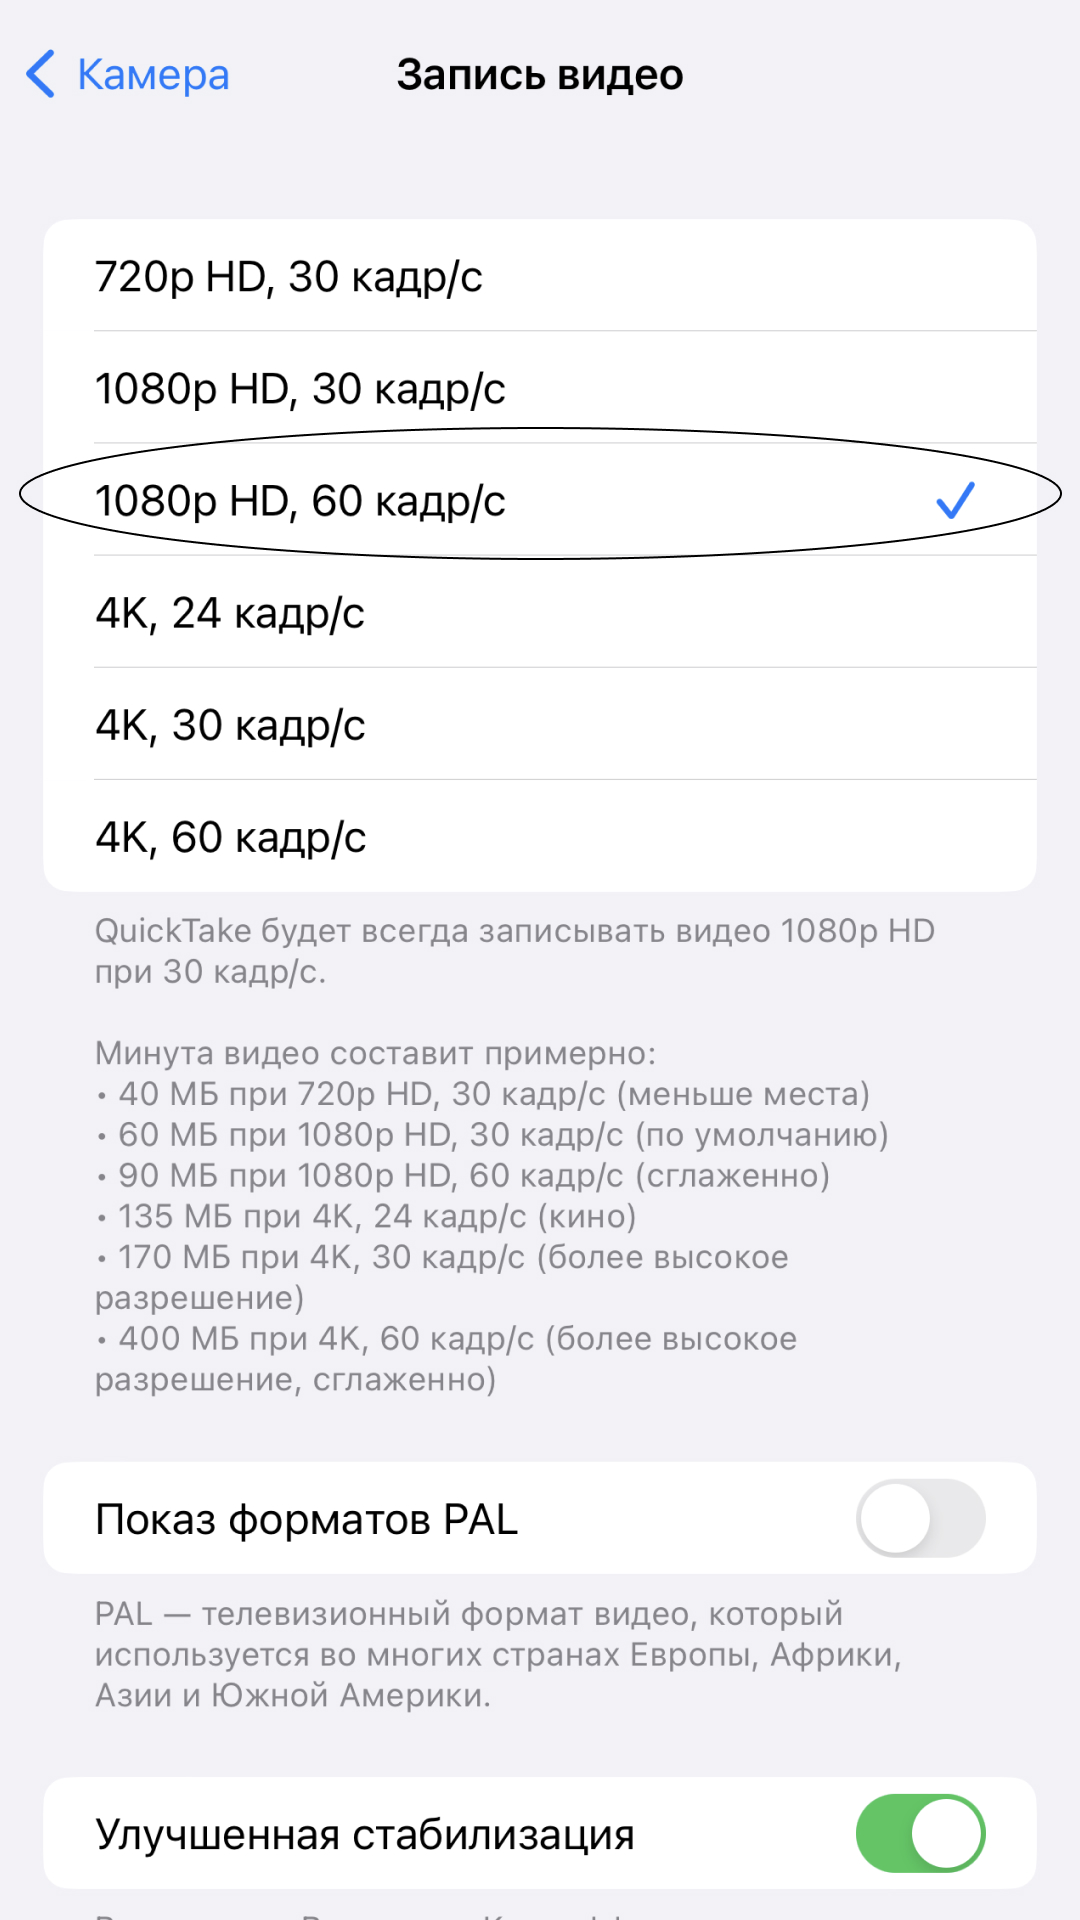 Камера
Запись видео
720p HD, 30 кадр/с
1080p HD, 30 кадр/с
1080p HD, 60 кадр/с
4K, 24 кадр/с
4K, 30 кадр/с
4K, 60 кадр/с
QuickTake будет всегда записывать видео 1080p HD
при 30 кадр/с.
Минута видео составит примерно:
• 40 МБ при 720p HD, 30 кадр/с (меньше места)
• 60 МБ при 1080p HD, 30 кадр/с (по умолчанию)
• 90 МБ при 1080p HD, 60 кадр/с (сглаженно)
• 135 МБ при 4K, 24 кадр/с (кино)
• 170 МБ при 4K, 30 кадр/с (более высокое
разрешение)
• 400 МБ при 4K, 60 кадр/с (более высокое
разрешение, сглаженно)
Показ форматов PAL
PAL — телевизионный формат видео, который
используется во многих странах Европы, Африки,
Азии и Южной Америки.
Улучшенная стабилизация